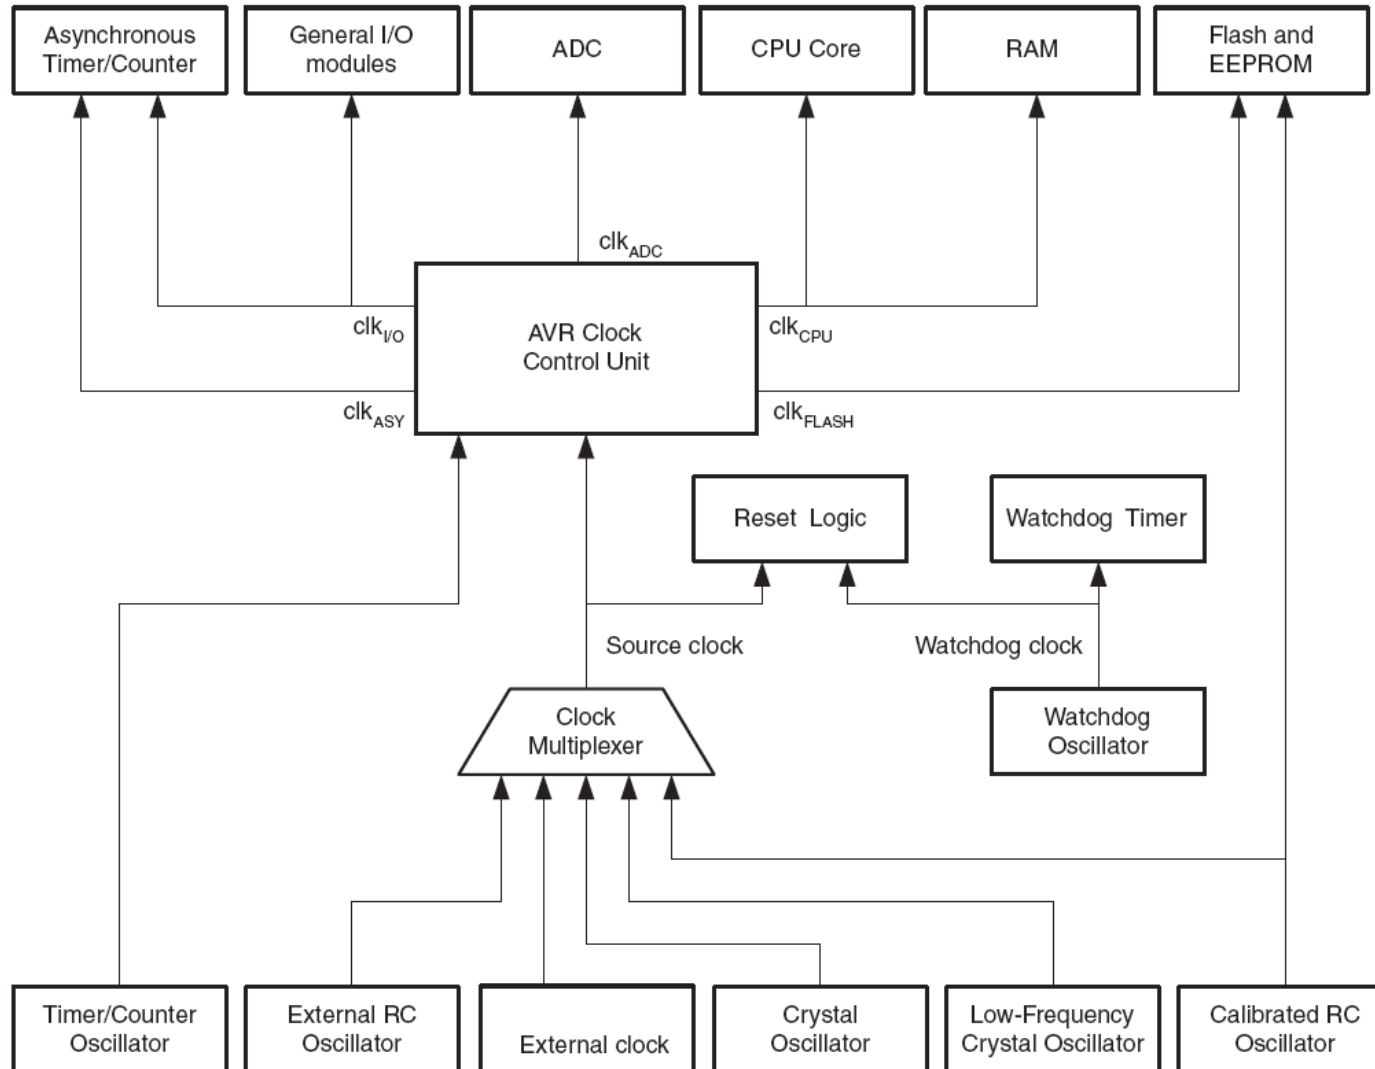 Asynchronous
Timer/Counter
General I/O
modules
ADC
CPU Core
RAM
Flash and
EEPROM
clkADC
clkI/O
clkCPU
AVR Clock
Control Unit
clkASY
clkFLASH
Reset Logic
Watchdog Timer
Source clock
Watchdog clock
Clock
Multiplexer
Watchdog
Oscillator
Timer/Counter
Oscillator
External RC
Oscillator
External clock
Crystal
Oscillator
Low-Frequency
Crystal Oscillator
Calibrated RC
Oscillator